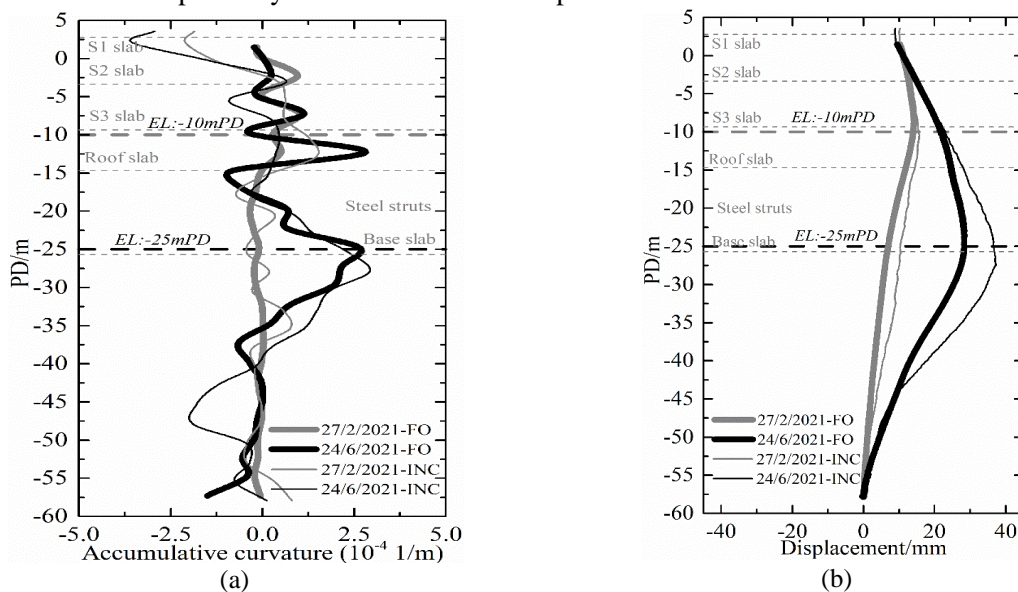 5
0
-5
-10
-15
-20
-25
-30
-35
-40
-45
-50
-55
-60
PD/m
S1 slab
S2 slab
S3 slab
EL:-10mPD
Roof slab
Steel struts
EL:-25mPD
Base slab
27/2/2021-FO
24/6/2021-FO
27/2/2021-INC
24/6/2021-INC
-5.0 -2.5 0.0 2.5 5.0
Accumulative curvature (10⁻⁴ 1/m)
(a)
5
0
-5
-10
-15
-20
-25
-30
-35
-40
-45
-50
-55
-60
PD/m
S1 slab
S2 slab
S3 slab
EL:-10mPD
Roof slab
Steel struts
EL:-25mPD
Base slab
27/2/2021-FO
24/6/2021-FO
27/2/2021-INC
24/6/2021-INC
-40 -20 0 20 40
Displacement/mm
(b)